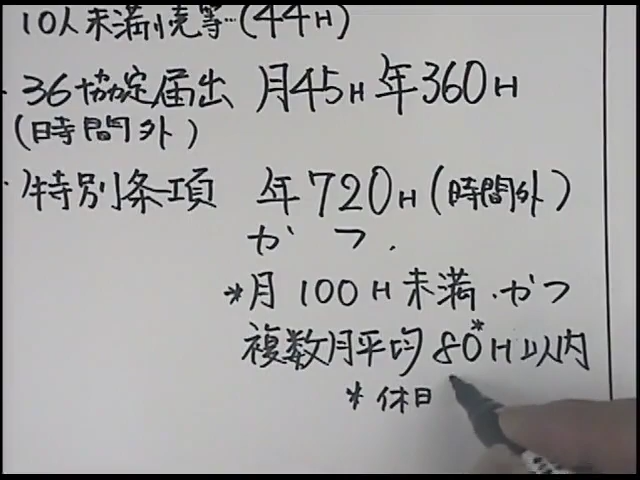 10人未満小売等…(44H)
・36協定届出 月45H 年360H
(時間外)
・特別条項 年720H(時間外)
かつ.
*月100H未満.かつ
複数月平均80*H以内
*休日